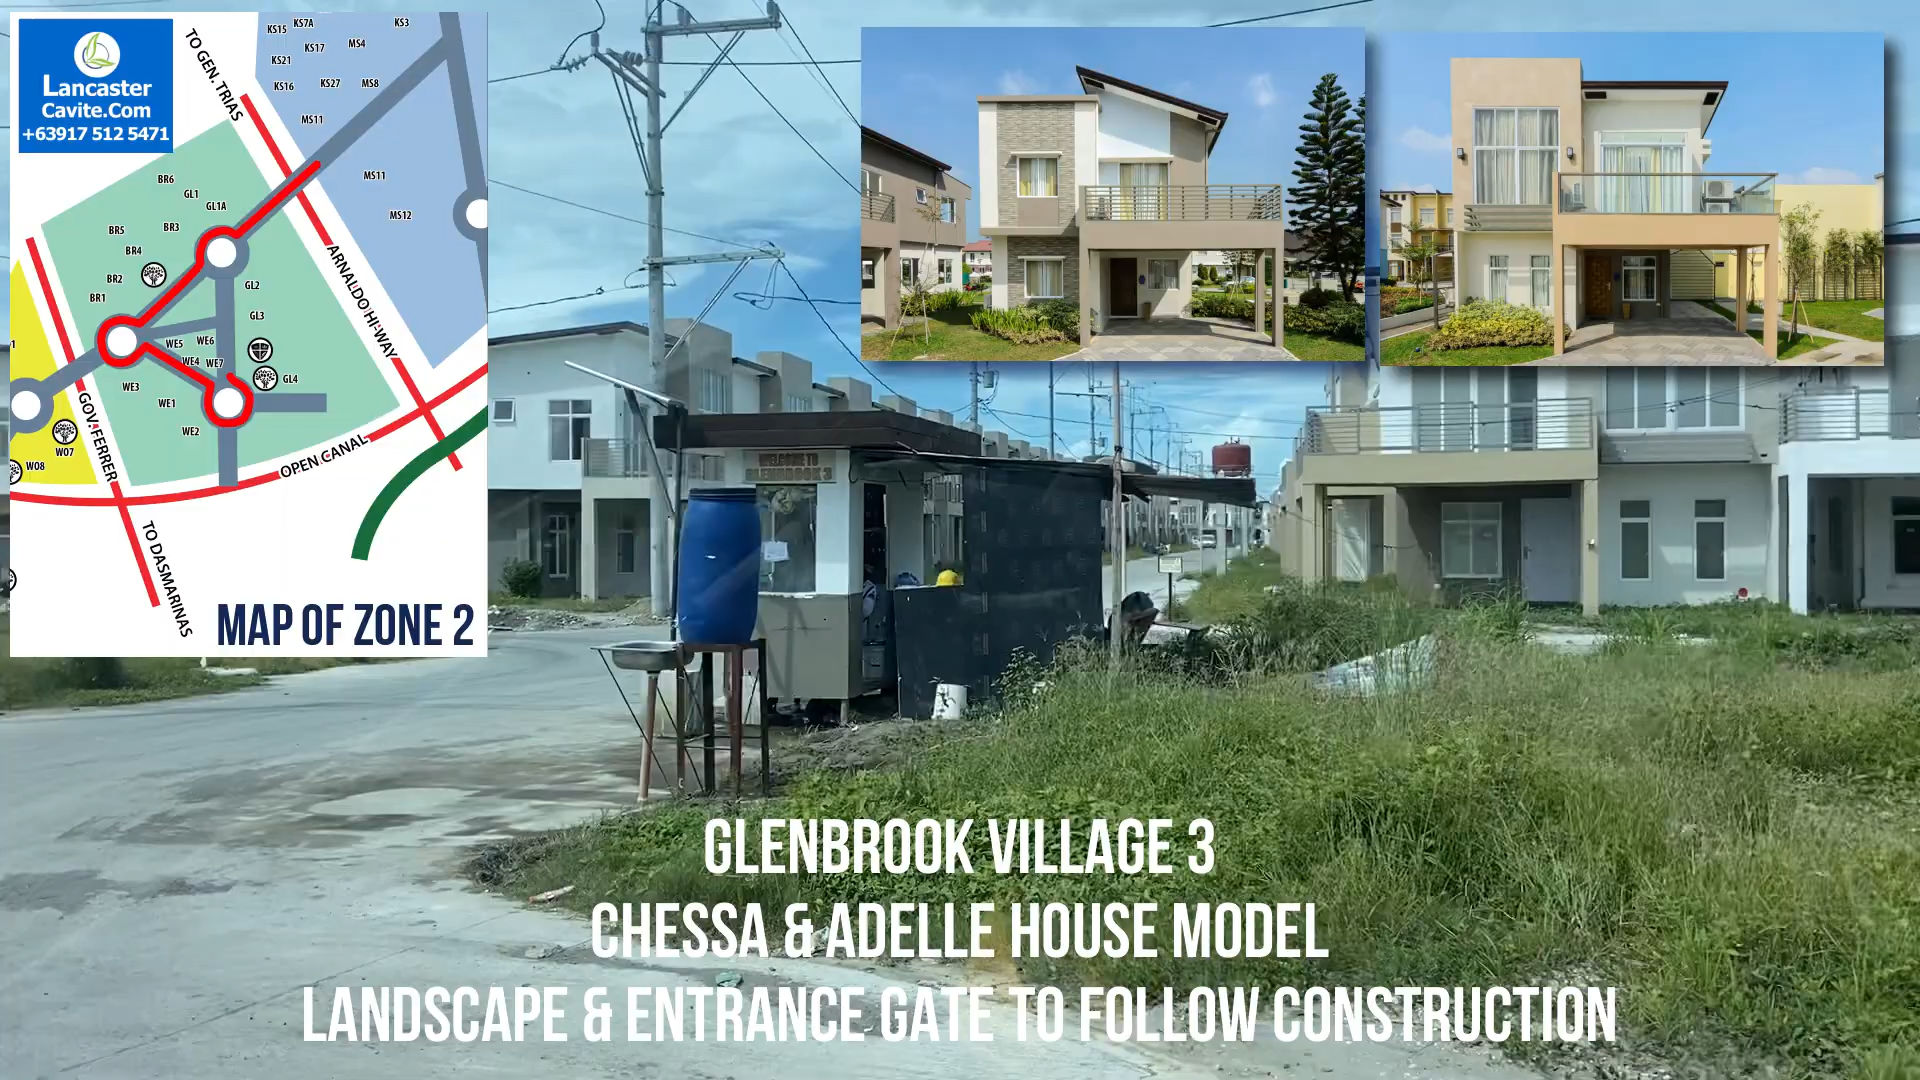 Lancaster
Cavite.Com
+63917 512 5471
TO GEN. TRIAS
KS15
KS7A
KS3
KS17
MS4
KS21
KS16
KS27
MS8
MS11
MS11
MS12
BR6
GL1
GL1A
BR5
BR3
BR4
BR2
BR1
GL2
GL3
WE5
WE6
WE4
WE7
WE3
GL4
WE1
WE2
W07
W08
ARNALDO HI-WAY
GOV. FERRER
OPEN CANAL
TO DASMARINAS
MAP OF ZONE 2
WELCOME TO
GLENBROOK 3
GLENBROOK VILLAGE 3
CHESSA & ADELLE HOUSE MODEL
LANDSCAPE & ENTRANCE GATE TO FOLLOW CONSTRUCTION